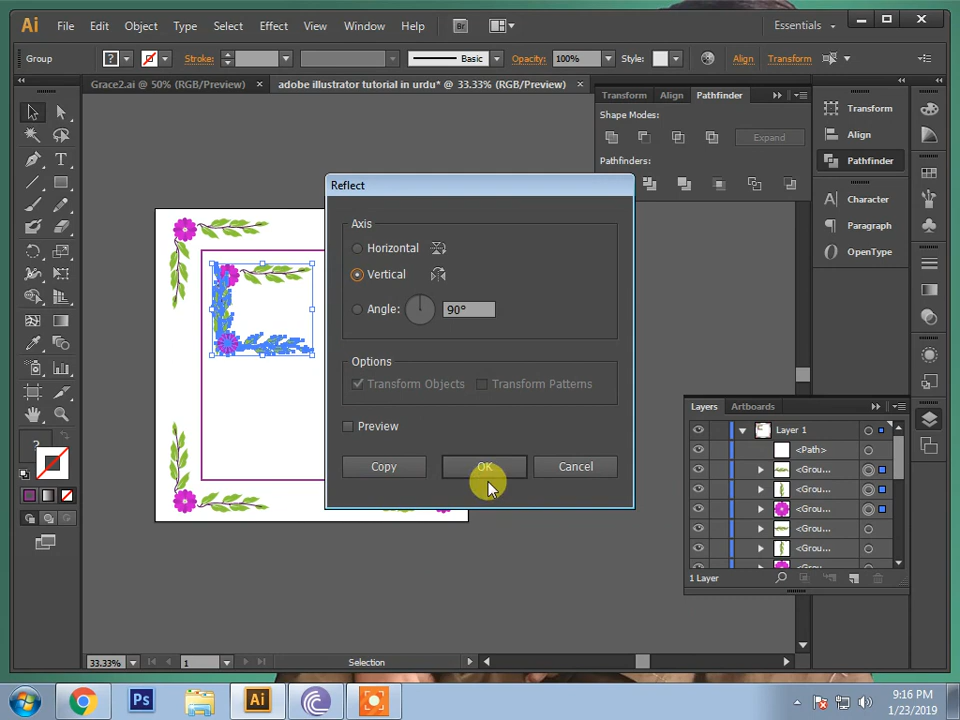 Ai File Edit Object Type Select Effect View Window Help Br Essentials
Group ? Stroke: Basic Opacity: 100% Style: Align Transform
Grace2.ai @ 50% (RGB/Preview) × adobe illustrator tutorial in urdu* @ 33.33% (RGB/Preview) ×
Transform Align Pathfinder
Shape Modes:
Expand
Pathfinders:
Transform
Align
Pathfinder
Character
Paragraph
OpenType
Reflect
Axis
Horizontal
Vertical
Angle: 90°
Options
Transform Objects Transform Patterns
Preview
Copy OK Cancel
Layers Artboards
Layer 1
<Path>
<Grou...
<Grou...
<Grou...
<Grou...
<Grou...
<Grou...
1 Layer
?
33.33% 1 Selection
Ps Ai
9:16 PM
1/23/2019